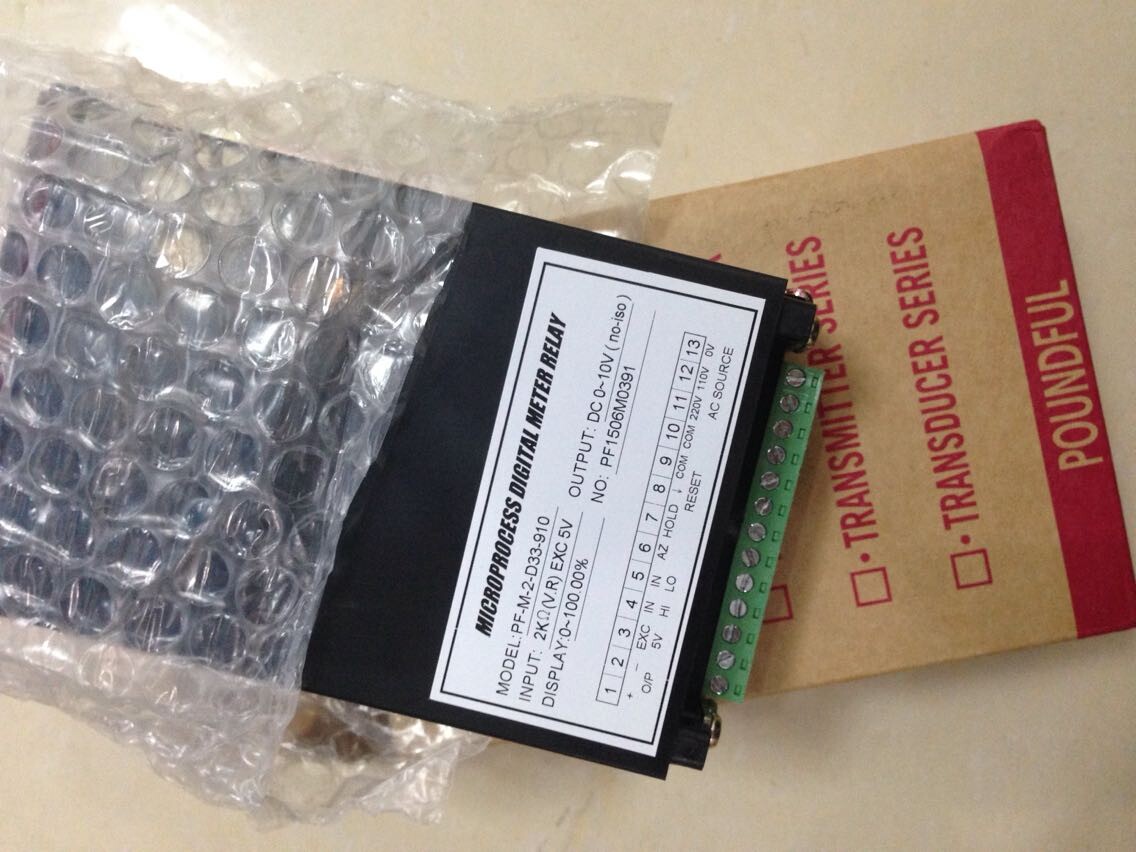 MICROPROCESS DIGITAL METER RELAY
MODEL: PF-M-2-D33-910
INPUT: 2KΩ(V.R) EXC 5V OUTPUT: DC 0-10V ( no-iso )
DISPLAY:0~100.00% NO: PF1506M0391
1 2 3 4 5 6 7 8 9 10 11 12 13
+ − EXC IN IN AZ HOLD ↓ COM COM 220V 110V 0V
O/P 5V HI LO RESET AC SOURCE
• TRANSMITTER SERIES
• TRANSDUCER SERIES
POUNDFUL